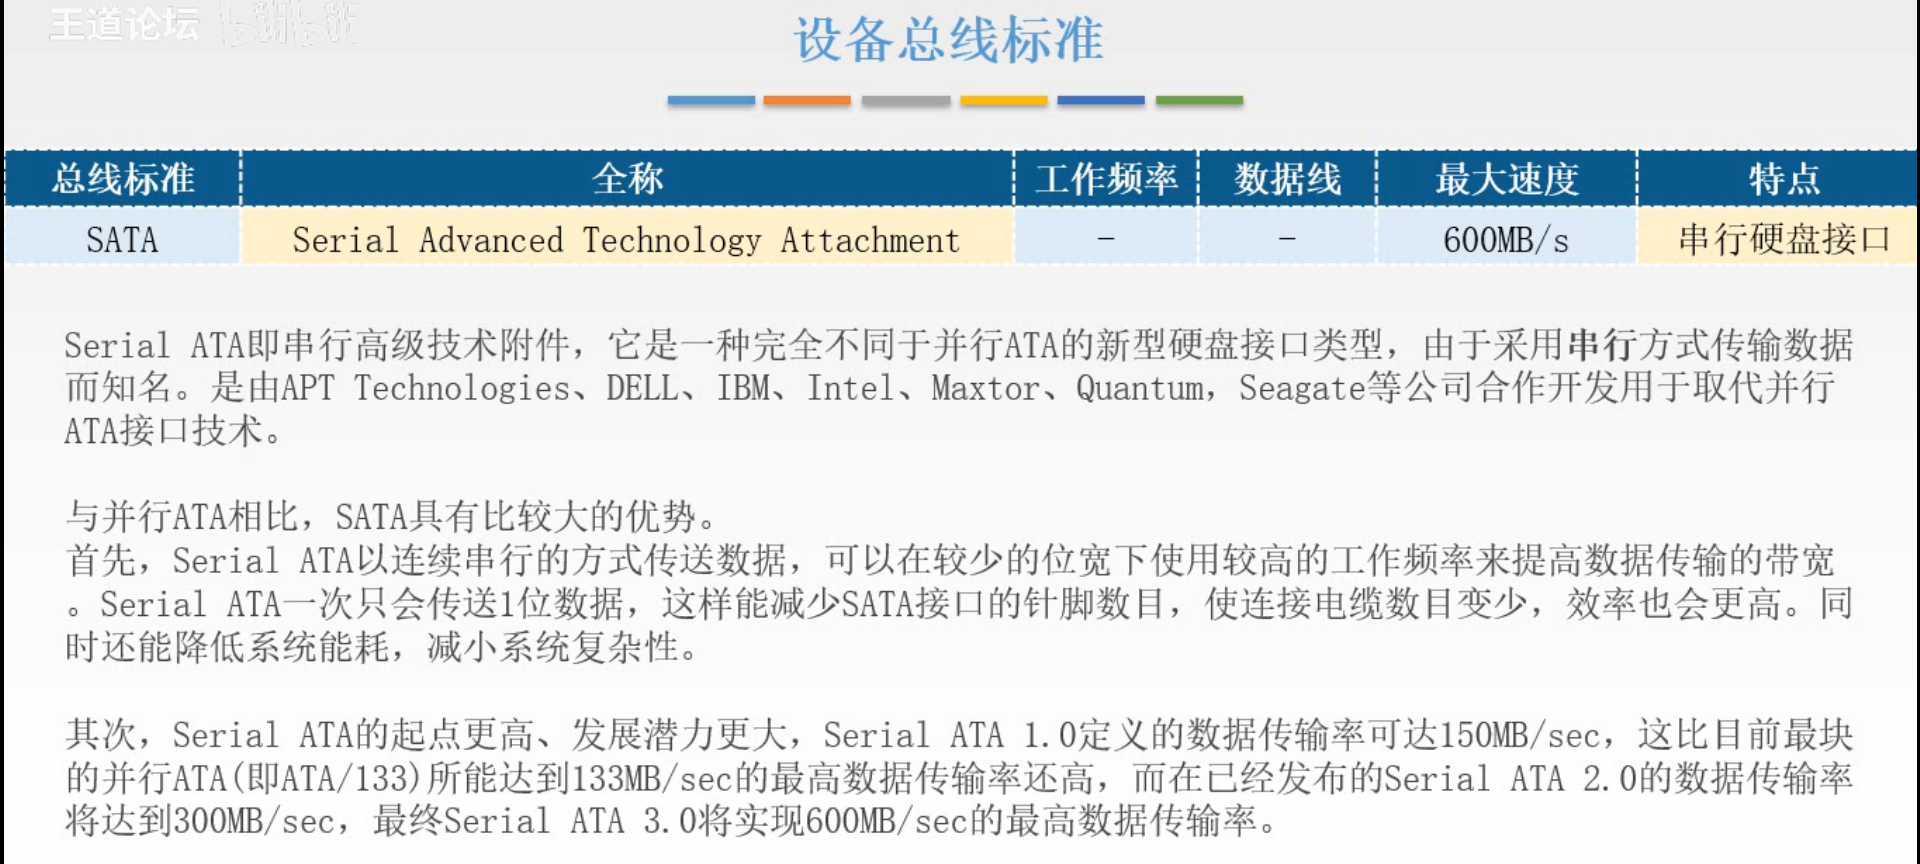 王道论坛 bilibili
设备总线标准
总线标准 全称 工作频率 数据线 最大速度 特点
SATA Serial Advanced Technology Attachment - - 600MB/s 串行硬盘接口
Serial ATA即串行高级技术附件，它是一种完全不同于并行ATA的新型硬盘接口类型，由于采用串行方式传输数据
而知名。是由APT Technologies、DELL、IBM、Intel、Maxtor、Quantum，Seagate等公司合作开发用于取代并行
ATA接口技术。
与并行ATA相比，SATA具有比较大的优势。
首先，Serial ATA以连续串行的方式传送数据，可以在较少的位宽下使用较高的工作频率来提高数据传输的带宽
。Serial ATA一次只会传送1位数据，这样能减少SATA接口的针脚数目，使连接电缆数目变少，效率也会更高。同
时还能降低系统能耗，减小系统复杂性。
其次，Serial ATA的起点更高、发展潜力更大，Serial ATA 1.0定义的数据传输率可达150MB/sec，这比目前最块
的并行ATA(即ATA/133)所能达到133MB/sec的最高数据传输率还高，而在已经发布的Serial ATA 2.0的数据传输率
将达到300MB/sec，最终Serial ATA 3.0将实现600MB/sec的最高数据传输率。